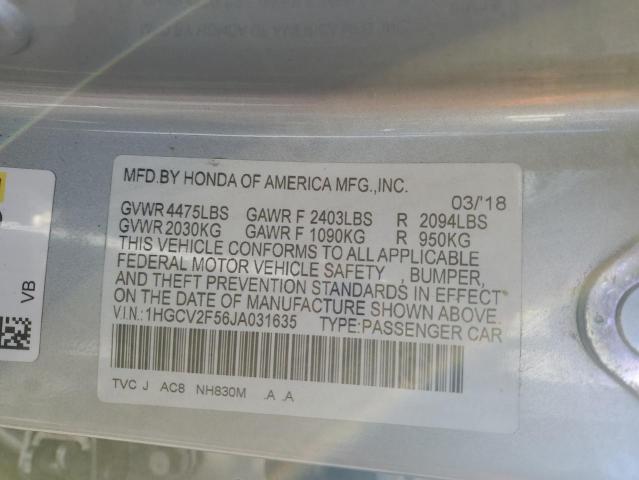 MFD.BY HONDA OF AMERICA MFG.,INC.
03/'18
GVWR 4475LBS GAWR F 2403LBS R 2094LBS
GVWR 2030KG GAWR F 1090KG R 950KG
THIS VEHICLE CONFORMS TO ALL APPLICABLE
FEDERAL MOTOR VEHICLE SAFETY , BUMPER,
AND THEFT PREVENTION STANDARDS IN EFFECT
ON THE DATE OF MANUFACTURE SHOWN ABOVE.
V.I.N.: 1HGCV2F56JA031635 TYPE:PASSENGER CAR
TVC J AC8 NH830M .A .A
VB